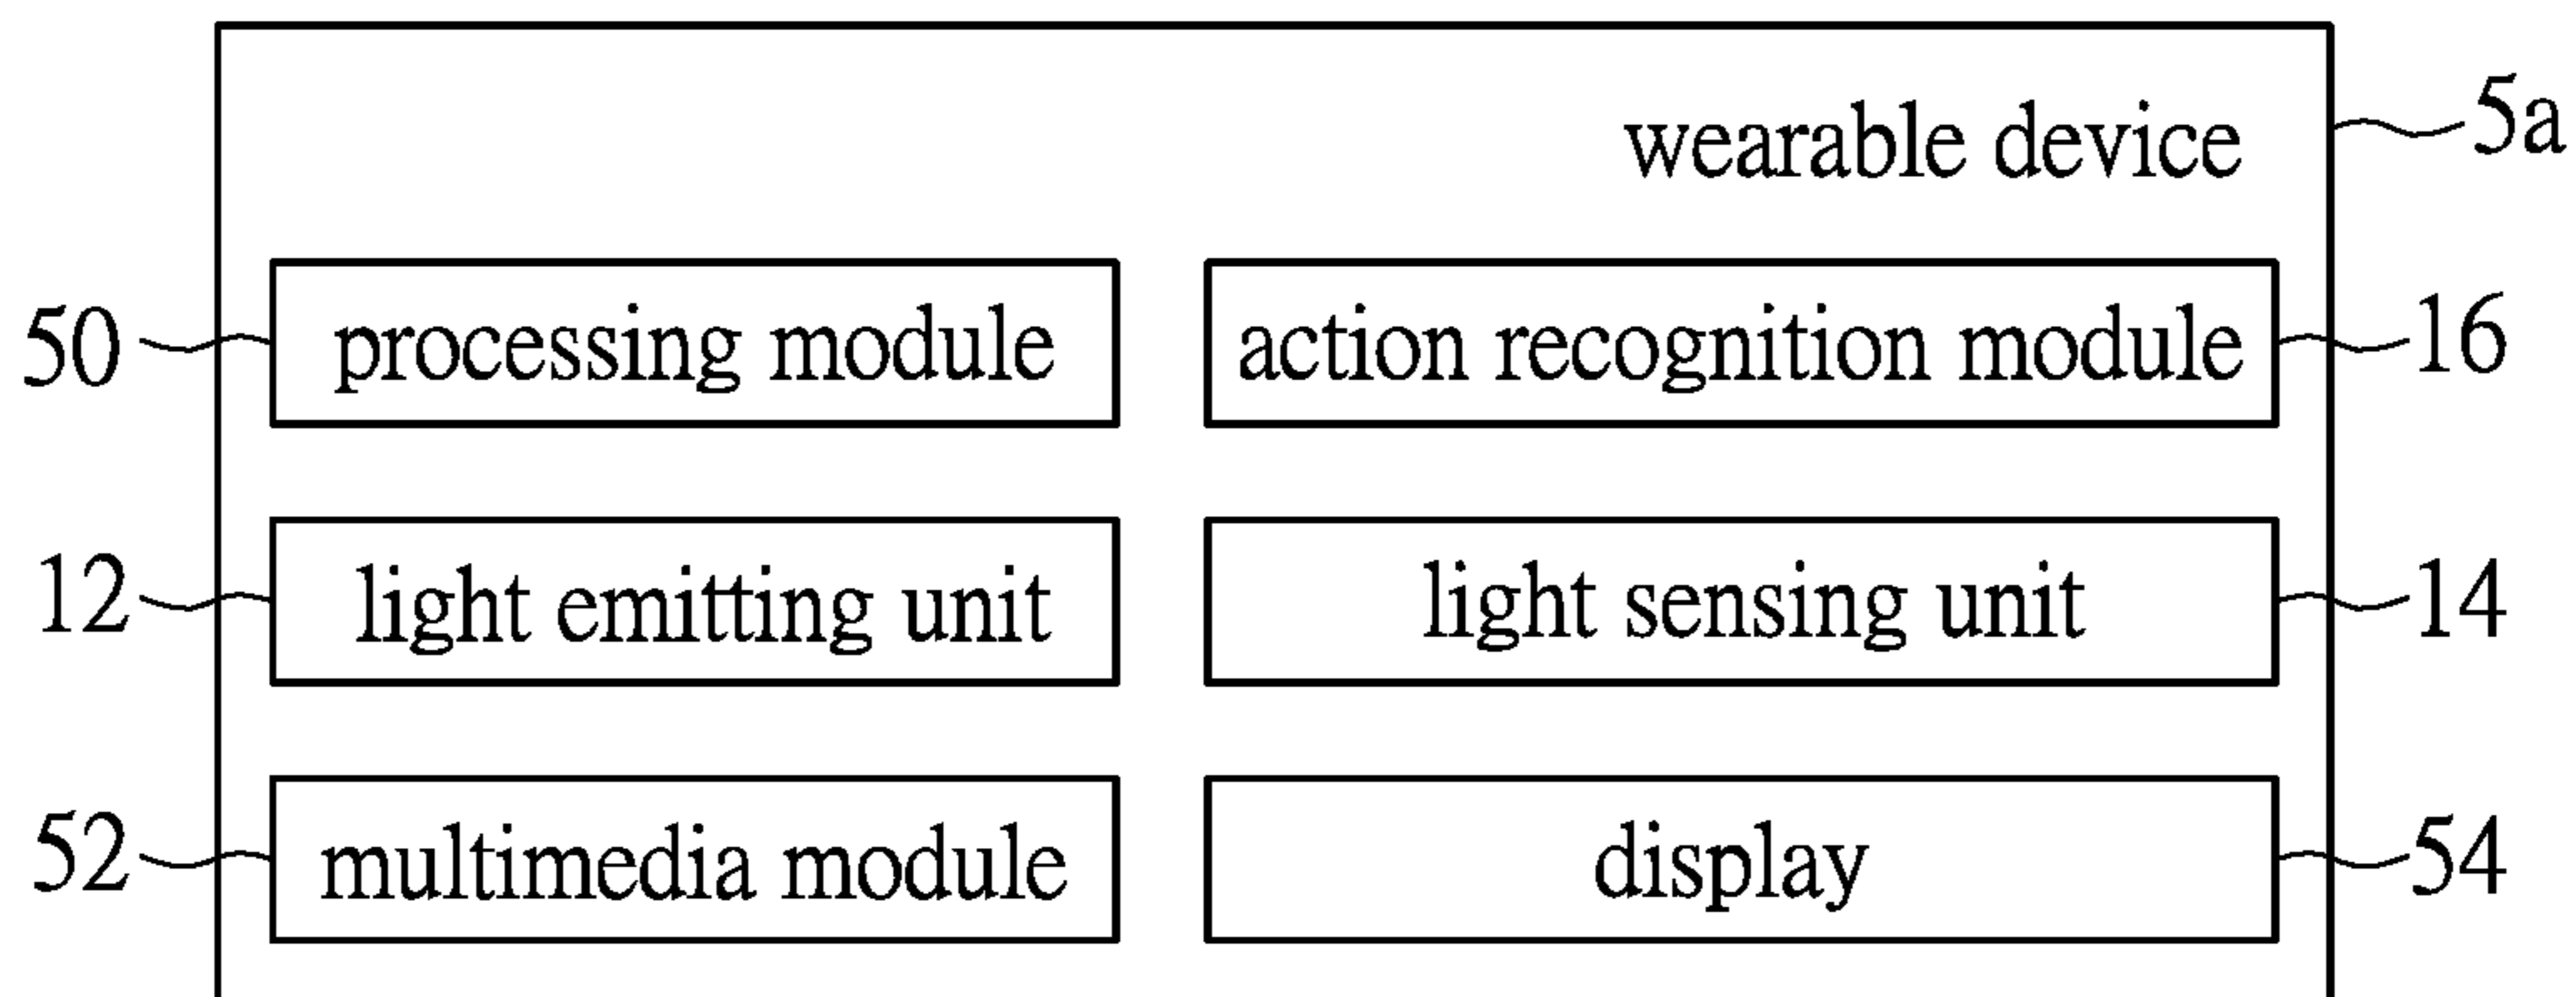 wearable device 5a
50 processing module action recognition module 16
12 light emitting unit light sensing unit 14
52 multimedia module display 54